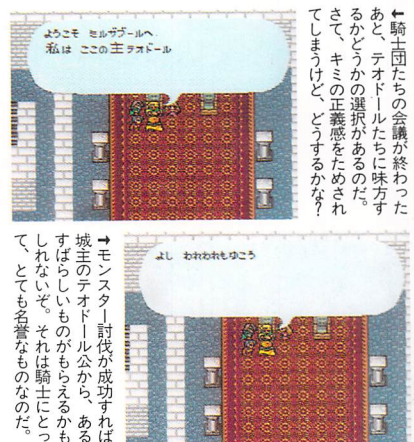 ←騎士団たちの会議が終わった
あと、テオドールたちに味方す
るかどうかの選択があるのだ。
さて、キミの正義感をためされ
てしまうけど、どうするかな？
ようこそ セルザブールへ
私は ここの主テオドール
よし われわれもゆこう
→モンスター討伐が成功すれば
城主のテオドール公から、ある
すばらしいものがもらえるかも
しれないぞ。それは騎士にとっ
て、とても名誉なものなのだ。